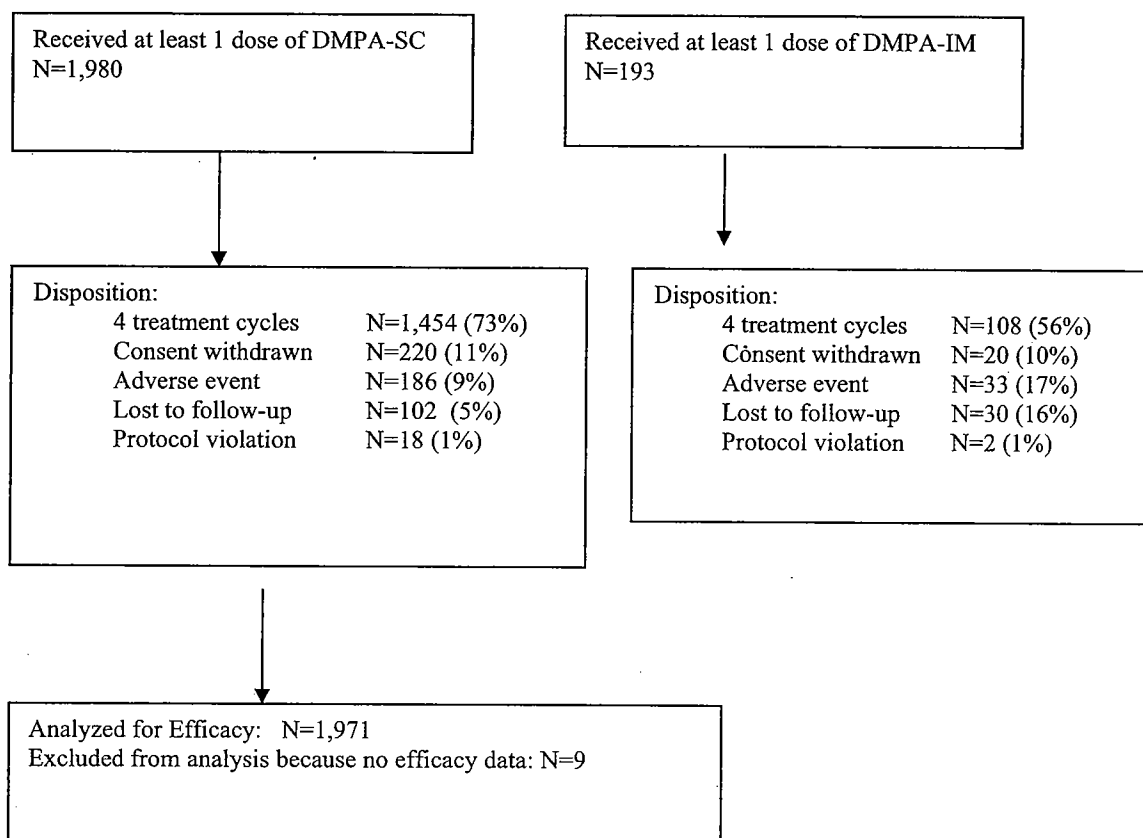 Received at least 1 dose of DMPA-SC
N=1,980
Received at least 1 dose of DMPA-IM
N=193
Disposition:
4 treatment cycles N=1,454 (73%)
Consent withdrawn N=220 (11%)
Adverse event N=186 (9%)
Lost to follow-up N=102 (5%)
Protocol violation N=18 (1%)
Disposition:
4 treatment cycles N=108 (56%)
Consent withdrawn N=20 (10%)
Adverse event N=33 (17%)
Lost to follow-up N=30 (16%)
Protocol violation N=2 (1%)
Analyzed for Efficacy: N=1,971
Excluded from analysis because no efficacy data: N=9